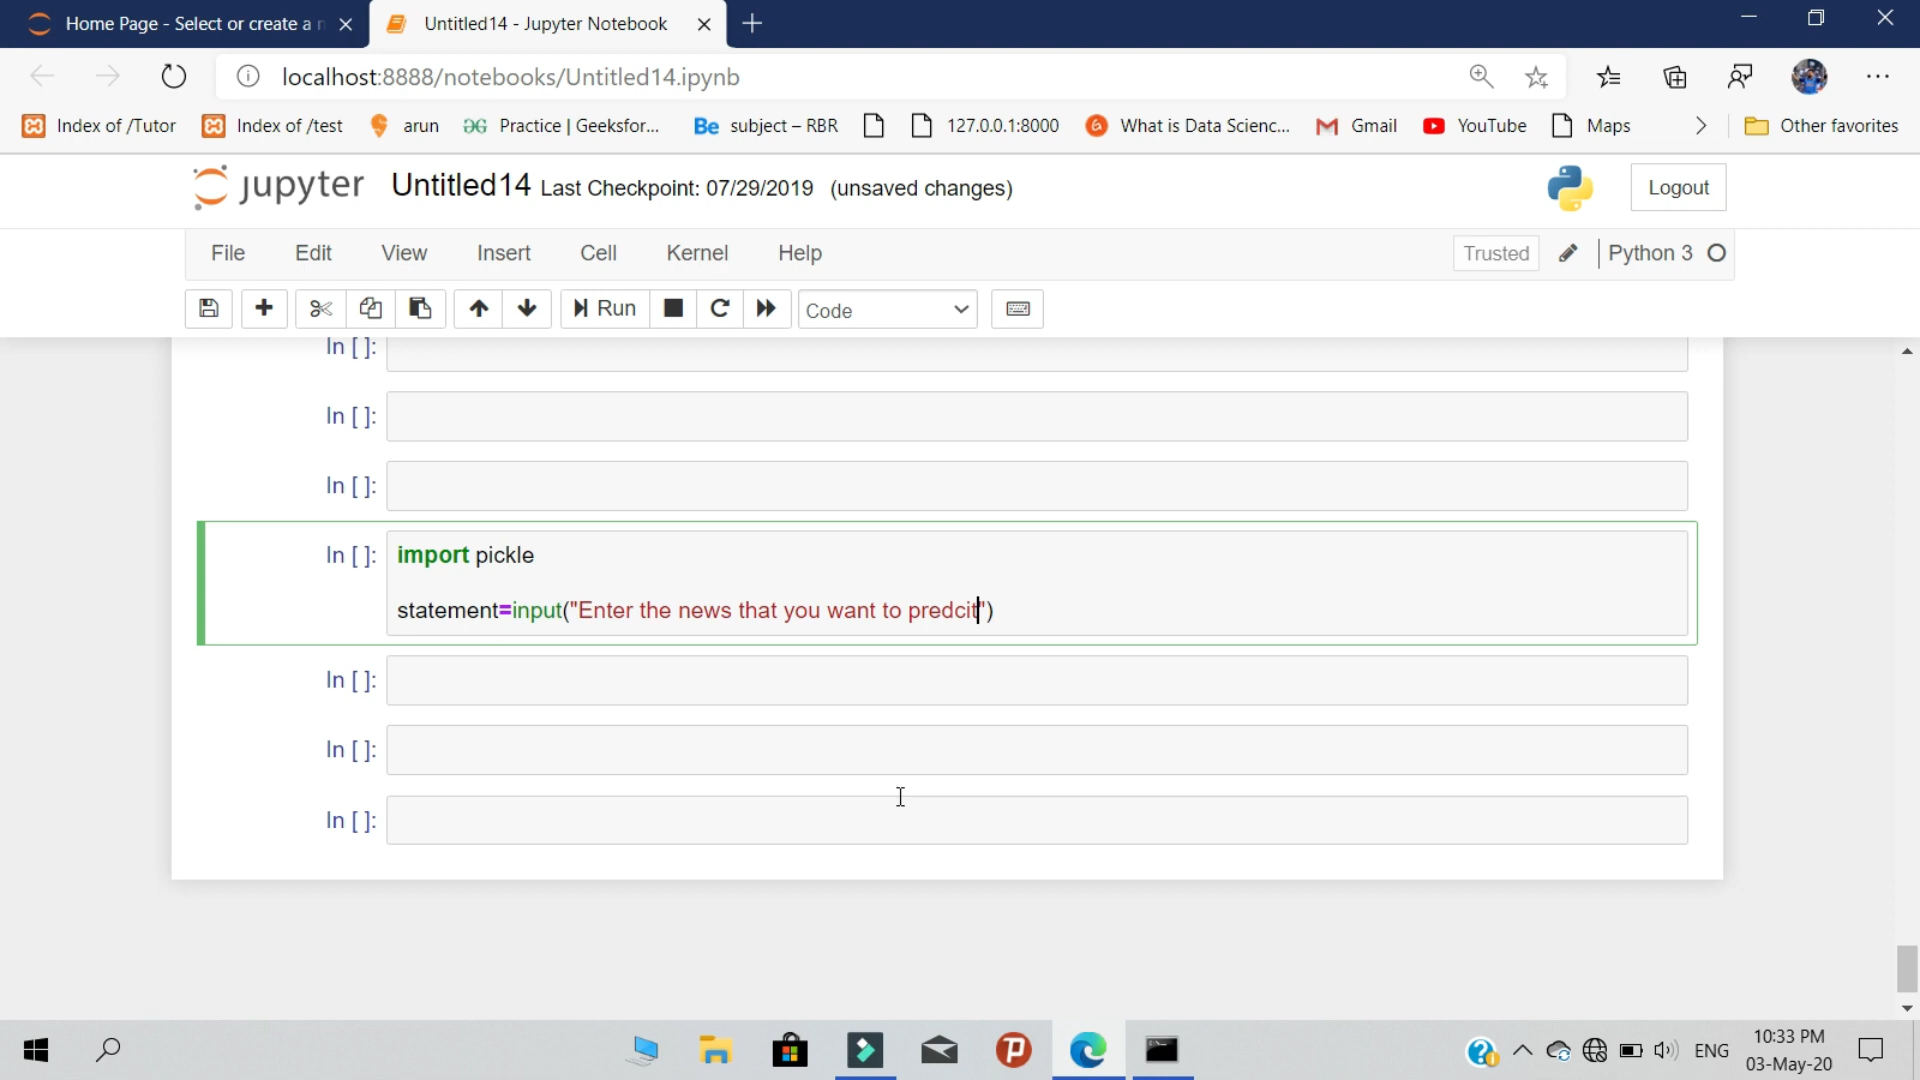 Home Page - Select or create a n
Untitled14 - Jupyter Notebook
localhost:8888/notebooks/Untitled14.ipynb
Index of /Tutor
Index of /test
arun
Practice | Geeksfor...
Be subject – RBR
127.0.0.1:8000
What is Data Scienc...
Gmail
YouTube
Maps
Other favorites
jupyter Untitled14 Last Checkpoint: 07/29/2019 (unsaved changes)
Logout
File Edit View Insert Cell Kernel Help
Trusted
Python 3
Run
Code
In [ ]:
In [ ]:
In [ ]:
In [ ]: import pickle
statement=input("Enter the news that you want to predcit")
In [ ]:
In [ ]:
In [ ]:
ENG
10:33 PM
03-May-20